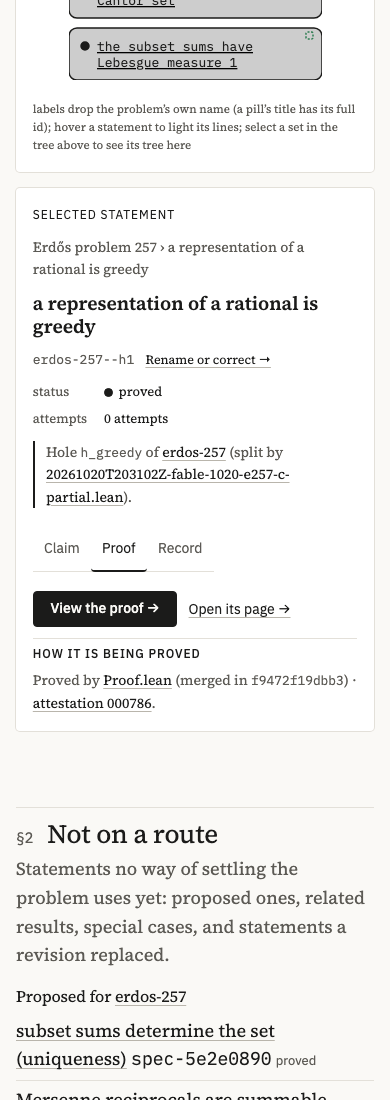 Cantor set
the subset sums have
Lebesgue measure 1
labels drop the problem's own name (a pill's title has its full
id); hover a statement to light its lines; select a set in the
tree above to see its tree here
SELECTED STATEMENT
Erdős problem 257 › a representation of a
rational is greedy
a representation of a rational is
greedy
erdos-257--h1 Rename or correct →
status ● proved
attempts 0 attempts
Hole h_greedy of erdos-257 (split by
20261020T203102Z-fable-1020-e257-c-
partial.lean).
Claim Proof Record
View the proof → Open its page →
HOW IT IS BEING PROVED
Proved by Proof.lean (merged in f9472f19dbb3) ·
attestation 000786.
§2 Not on a route
Statements no way of settling the
problem uses yet: proposed ones, related
results, special cases, and statements a
revision replaced.
Proposed for erdos-257
subset sums determine the set
(uniqueness) spec-5e2e0890 proved
Mersenne reciprocals are summable